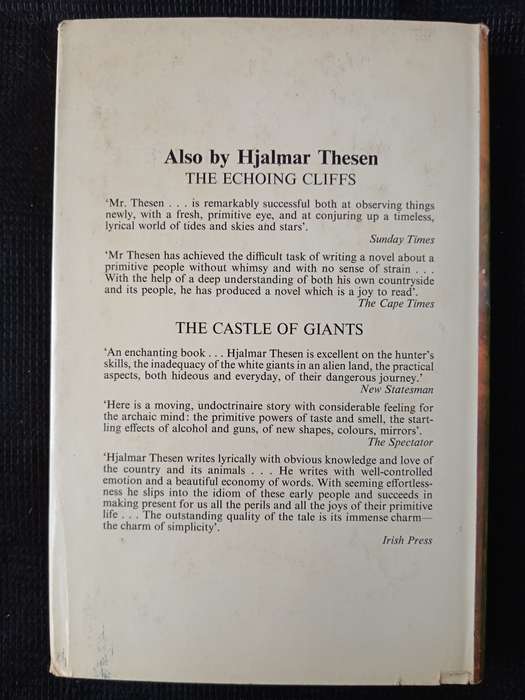 Also by Hjalmar Thesen
THE ECHOING CLIFFS
‘Mr. Thesen . . . is remarkably successful both at observing things
newly, with a fresh, primitive eye, and at conjuring up a timeless,
lyrical world of tides and skies and stars’.
Sunday Times
‘Mr Thesen has achieved the difficult task of writing a novel about a
primitive people without whimsy and with no sense of strain . . .
With the help of a deep understanding of both his own countryside
and its people, he has produced a novel which is a joy to read’.
The Cape Times
THE CASTLE OF GIANTS
‘An enchanting book . . . Hjalmar Thesen is excellent on the hunter’s
skills, the inadequacy of the white giants in an alien land, the practical
aspects, both hideous and everyday, of their dangerous journey.’
New Statesman
‘Here is a moving, undoctrinaire story with considerable feeling for
the archaic mind: the primitive powers of taste and smell, the start-
ling effects of alcohol and guns, of new shapes, colours, mirrors’.
The Spectator
‘Hjalmar Thesen writes lyrically with obvious knowledge and love of
the country and its animals . . . He writes with well-controlled
emotion and a beautiful economy of words. With seeming effortless-
ness he slips into the idiom of these early people and succeeds in
making present for us all the perils and all the joys of their primitive
life . . . The outstanding quality of the tale is its immense charm—
the charm of simplicity’.
Irish Press